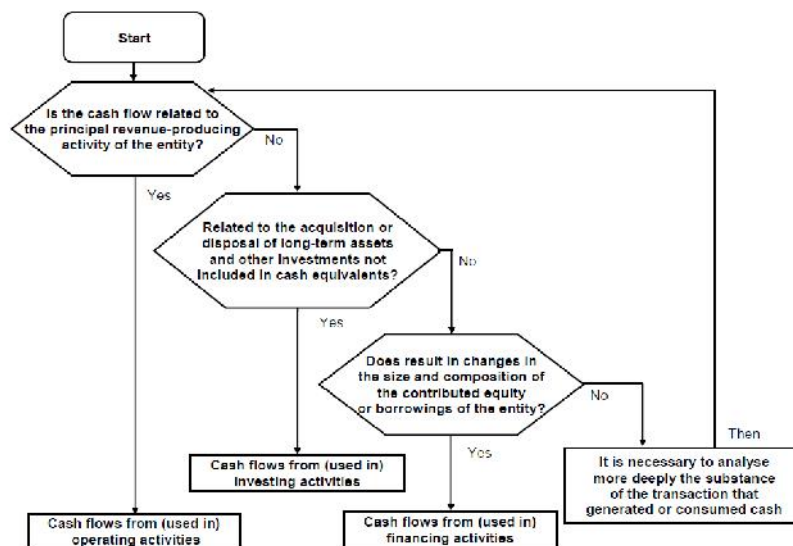 Start
Is the cash flow related to
the principal revenue-producing
activity of the entity?
No
Yes
Related to the acquisition or
disposal of long-term assets
and other Investments not
Included in cash equivalents?
No
Yes
Does result in changes in
the size and composition of
the contributed equity
or borrowings of the entity?
No
Then
Yes
Cash flows from (used in)
Investing activities
It is necessary to analyse
more deeply the substance
of the transaction that
generated or consumed cash
Cash flows from (used in)
operating activities
Cash flows from (used in)
financing activities